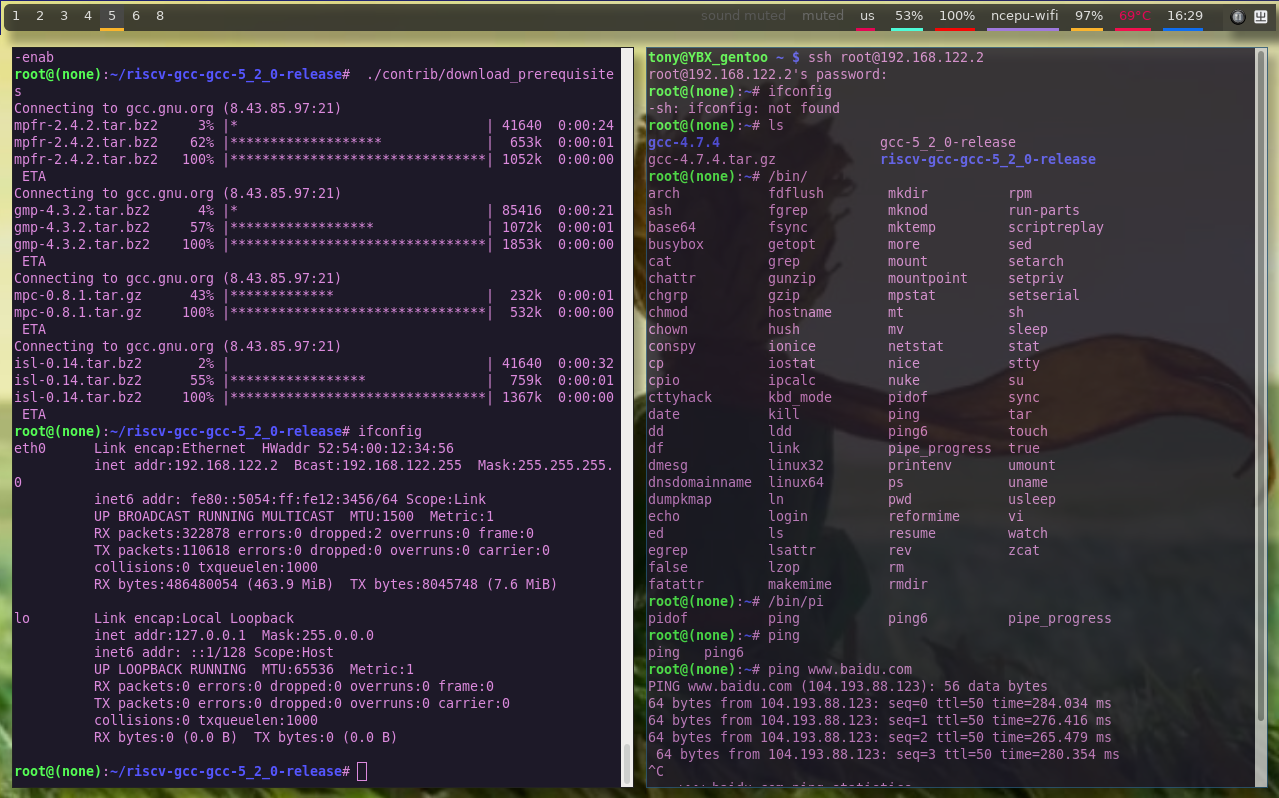 1 2 3 4 5 6 8 sound muted muted us 53% 100% ncepu-wifi 97% 69°C 16:29
-enab
root@(none):~/riscv-gcc-gcc-5_2_0-release#  ./contrib/download_prerequisite
s
Connecting to gcc.gnu.org (8.43.85.97:21)
mpfr-2.4.2.tar.bz2     3% |*                               | 41640  0:00:24
mpfr-2.4.2.tar.bz2    62% |*******************             |  653k  0:00:01
mpfr-2.4.2.tar.bz2   100% |********************************| 1052k  0:00:00
 ETA
Connecting to gcc.gnu.org (8.43.85.97:21)
gmp-4.3.2.tar.bz2      4% |*                               | 85416  0:00:21
gmp-4.3.2.tar.bz2     57% |******************              | 1072k  0:00:01
gmp-4.3.2.tar.bz2    100% |********************************| 1853k  0:00:00
 ETA
Connecting to gcc.gnu.org (8.43.85.97:21)
mpc-0.8.1.tar.gz      43% |*************                   |  232k  0:00:01
mpc-0.8.1.tar.gz     100% |********************************|  532k  0:00:00
 ETA
Connecting to gcc.gnu.org (8.43.85.97:21)
isl-0.14.tar.bz2       2% |                                | 41640  0:00:32
isl-0.14.tar.bz2      55% |*****************               |  759k  0:00:01
isl-0.14.tar.bz2     100% |********************************| 1367k  0:00:00
 ETA
root@(none):~/riscv-gcc-gcc-5_2_0-release# ifconfig
eth0      Link encap:Ethernet  HWaddr 52:54:00:12:34:56
          inet addr:192.168.122.2  Bcast:192.168.122.255  Mask:255.255.255.
0
          inet6 addr: fe80::5054:ff:fe12:3456/64 Scope:Link
          UP BROADCAST RUNNING MULTICAST  MTU:1500  Metric:1
          RX packets:322878 errors:0 dropped:2 overruns:0 frame:0
          TX packets:110618 errors:0 dropped:0 overruns:0 carrier:0
          collisions:0 txqueuelen:1000
          RX bytes:486480054 (463.9 MiB)  TX bytes:8045748 (7.6 MiB)
lo        Link encap:Local Loopback
          inet addr:127.0.0.1  Mask:255.0.0.0
          inet6 addr: ::1/128 Scope:Host
          UP LOOPBACK RUNNING  MTU:65536  Metric:1
          RX packets:0 errors:0 dropped:0 overruns:0 frame:0
          TX packets:0 errors:0 dropped:0 overruns:0 carrier:0
          collisions:0 txqueuelen:1000
          RX bytes:0 (0.0 B)  TX bytes:0 (0.0 B)
root@(none):~/riscv-gcc-gcc-5_2_0-release#
tony@YBX_gentoo ~ $ ssh root@192.168.122.2
root@192.168.122.2's password:
root@(none):~# ifconfig
-sh: ifconfig: not found
root@(none):~# ls
gcc-4.7.4                    gcc-5_2_0-release
gcc-4.7.4.tar.gz             riscv-gcc-gcc-5_2_0-release
root@(none):~# /bin/
arch           fdflush        mkdir          rpm
ash            fgrep          mknod          run-parts
base64         fsync          mktemp         scriptreplay
busybox        getopt         more           sed
cat            grep           mount          setarch
chattr         gunzip         mountpoint     setpriv
chgrp          gzip           mpstat         setserial
chmod          hostname       mt             sh
chown          hush           mv             sleep
conspy         ionice         netstat        stat
cp             iostat         nice           stty
cpio           ipcalc         nuke           su
cttyhack       kbd_mode       pidof          sync
date           kill           ping           tar
dd             ldd            ping6          touch
df             link           pipe_progress  true
dmesg          linux32        printenv       umount
dnsdomainname  linux64        ps             uname
dumpkmap       ln             pwd            usleep
echo           login          reformime      vi
ed             ls             resume         watch
egrep          lsattr         rev            zcat
false          lzop           rm
fatattr        makemime       rmdir
root@(none):~# /bin/pi
pidof          ping           ping6          pipe_progress
root@(none):~# ping
ping   ping6
root@(none):~# ping www.baidu.com
PING www.baidu.com (104.193.88.123): 56 data bytes
64 bytes from 104.193.88.123: seq=0 ttl=50 time=284.034 ms
64 bytes from 104.193.88.123: seq=1 ttl=50 time=276.416 ms
64 bytes from 104.193.88.123: seq=2 ttl=50 time=265.479 ms
 64 bytes from 104.193.88.123: seq=3 ttl=50 time=280.354 ms
^C